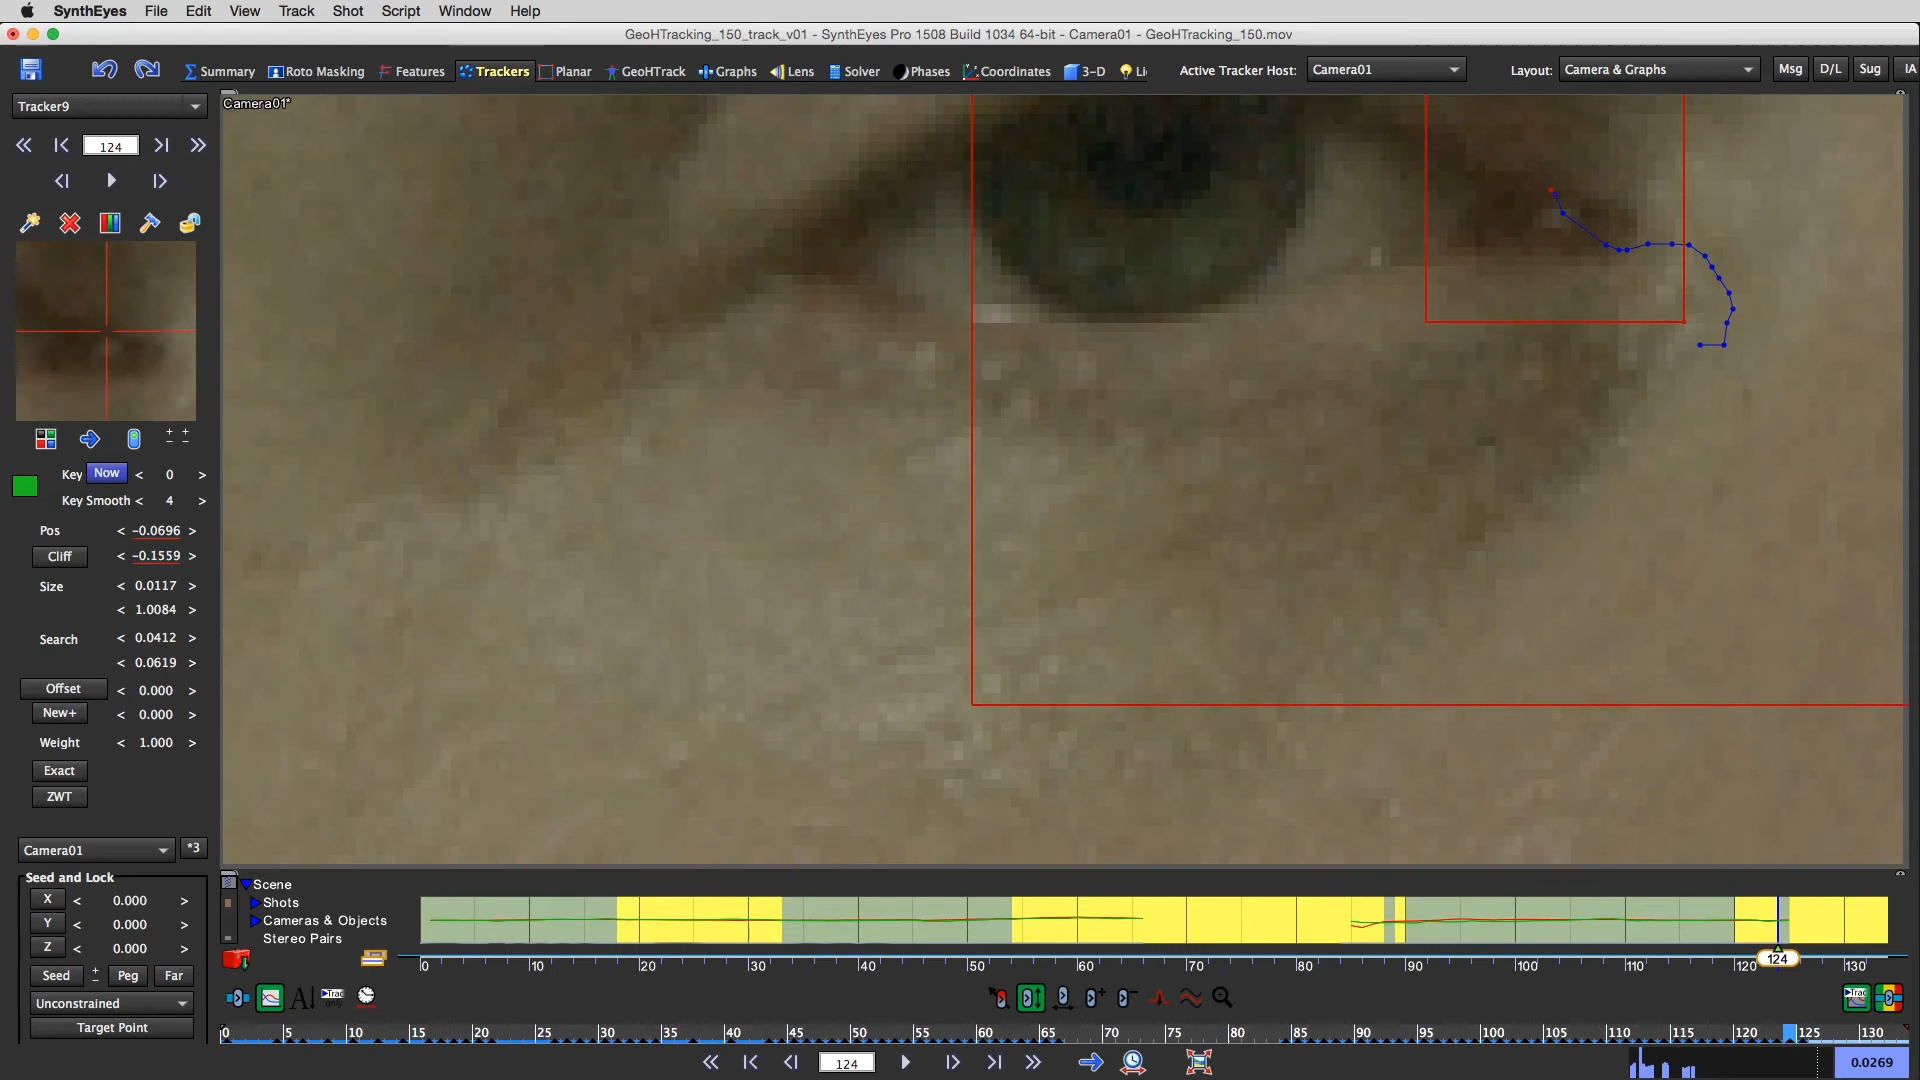 SynthEyes File Edit View Track Shot Script Window Help
GeoHTracking_150_track_v01 - SynthEyes Pro 1508 Build 1034 64-bit - Camera01 - GeoHTracking_150.mov
Summary Roto Masking Features Trackers Planar GeoHTrack Graphs Lens Solver Phases Coordinates 3-D Li Active Tracker Host: Camera01 Layout: Camera & Graphs Msg D/L Sug IA
Tracker9
Camera01*
124
Key Now < 0 >
Key Smooth < 4 >
Pos < -0.0696 >
Cliff < -0.1559 >
Size < 0.0117 >
< 1.0084 >
Search < 0.0412 >
< 0.0619 >
Offset < 0.000 >
New+ < 0.000 >
Weight < 1.000 >
Exact
ZWT
Camera01 *3
Seed and Lock
X < 0.000 >
Y < 0.000 >
Z < 0.000 >
Seed Peg Far
Unconstrained
Target Point
Scene
Shots
Cameras & Objects
Stereo Pairs
0 10 20 30 40 50 60 70 80 90 100 110 120 124 130
A Trac only Trac
0 5 10 15 20 25 30 35 40 45 50 55 60 65 70 75 80 85 90 95 100 105 110 115 120 125 130
124 0.0269